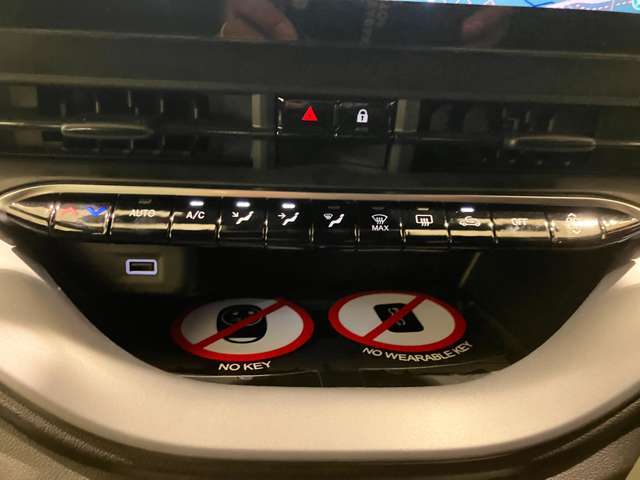 AUTO
A/C
MAX
OFF
NO KEY
NO WEARABLE KEY